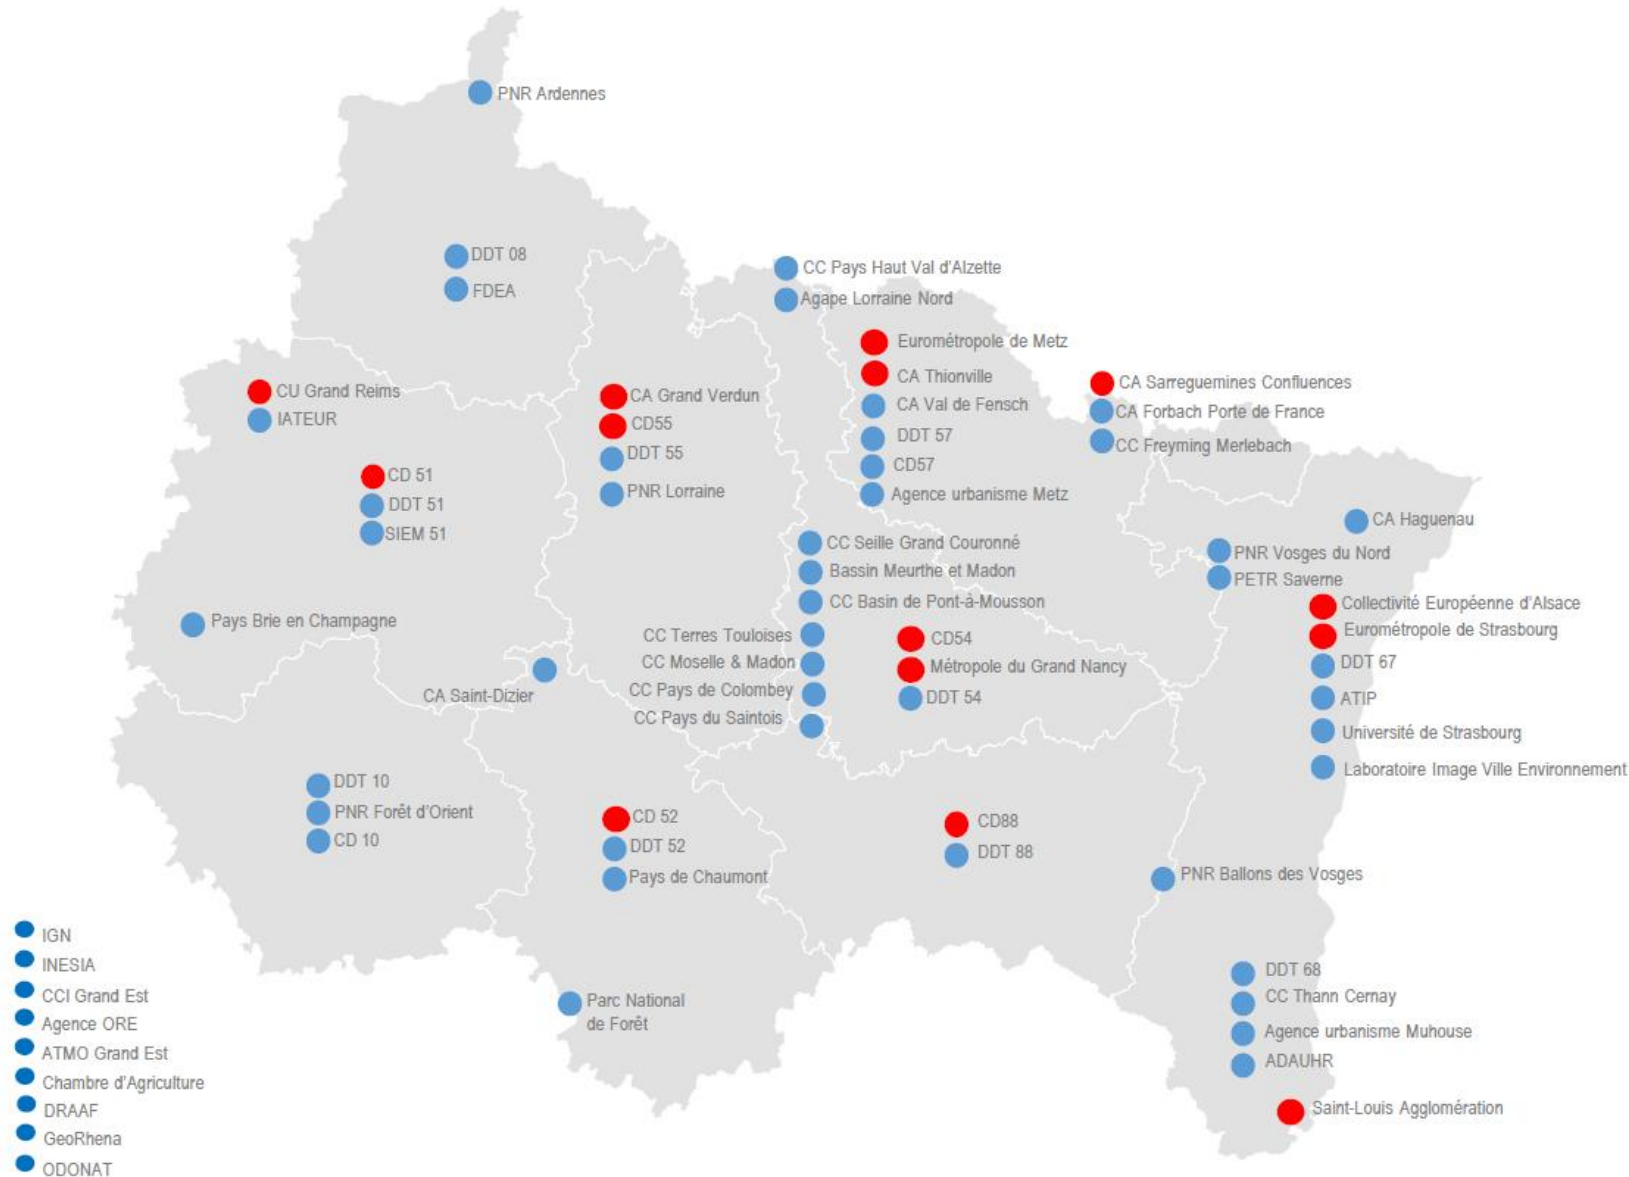 PNR Ardennes
DDT 08
FDEA
CC Pays Haut Val d'Alzette
Agape Lorraine Nord
Eurométropole de Metz
CA Thionville
CA Val de Fensch
DDT 57
CD57
Agence urbanisme Metz
CA Sarreguemines Confluences
CA Forbach Porte de France
CC Freyming Merlebach
CU Grand Reims
IATEUR
CA Grand Verdun
CD55
DDT 55
PNR Lorraine
CD 51
DDT 51
SIEM 51
CA Haguenau
PNR Vosges du Nord
PETR Saverne
Collectivité Européenne d'Alsace
Eurométropole de Strasbourg
DDT 67
ATIP
Université de Strasbourg
Laboratoire Image Ville Environnement
CC Seille Grand Couronné
Bassin Meurthe et Madon
CC Basin de Pont-à-Mousson
CC Terres Touloises
CC Moselle & Madon
CC Pays de Colombey
CC Pays du Saintois
CD54
Métropole du Grand Nancy
DDT 54
Pays Brie en Champagne
CA Saint-Dizier
DDT 10
PNR Forêt d'Orient
CD 10
CD 52
DDT 52
Pays de Chaumont
CD88
DDT 88
PNR Ballons des Vosges
Parc National
de Forêt
DDT 68
CC Thann Cernay
Agence urbanisme Muhouse
ADAUHR
Saint-Louis Agglomération
IGN
INESIA
CCI Grand Est
Agence ORE
ATMO Grand Est
Chambre d'Agriculture
DRAAF
GeoRhena
ODONAT